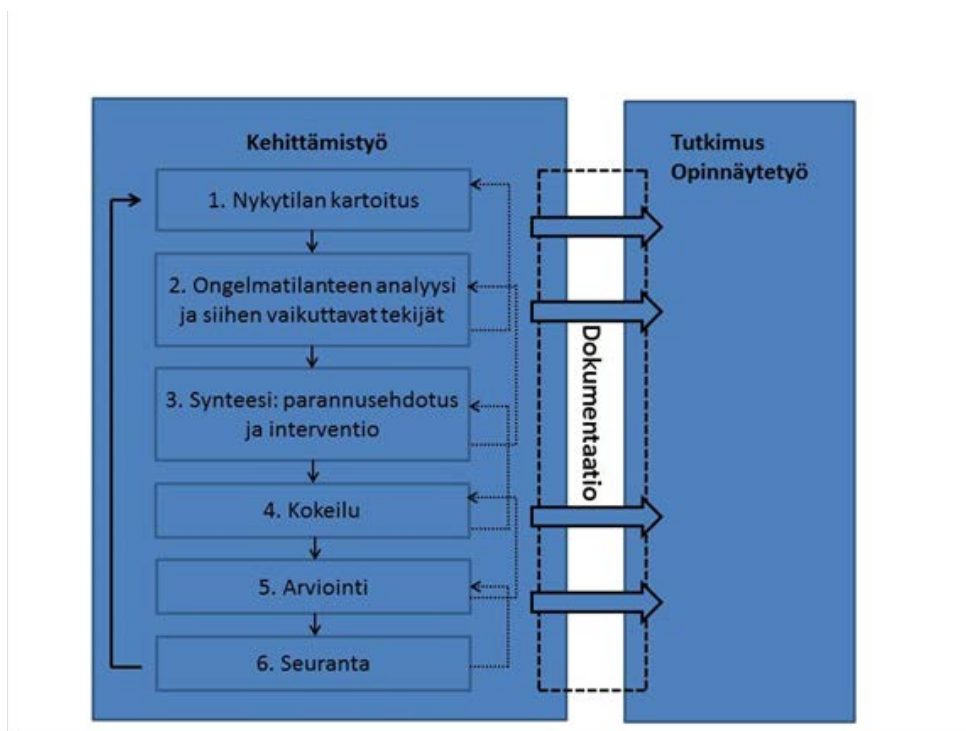 Kehittämistyö
1. Nykytilan kartoitus
2. Ongelmatilanteen analyysi
ja siihen vaikuttavat tekijät
3. Synteesi: parannusehdotus
ja interventio
4. Kokeilu
5. Arviointi
6. Seuranta
Dokumentaatio
Tutkimus
Opinnäytetyö